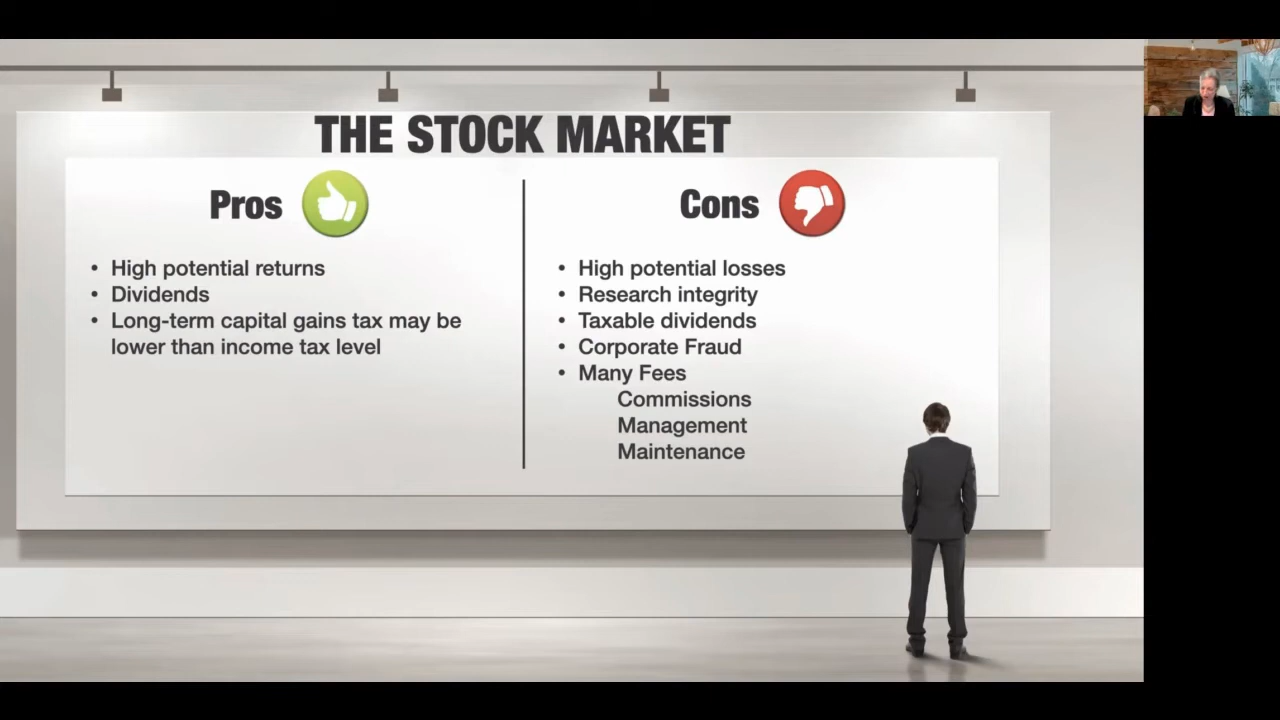 THE STOCK MARKET
Pros
• High potential returns
• Dividends
• Long-term capital gains tax may be
lower than income tax level
Cons
• High potential losses
• Research integrity
• Taxable dividends
• Corporate Fraud
• Many Fees
Commissions
Management
Maintenance